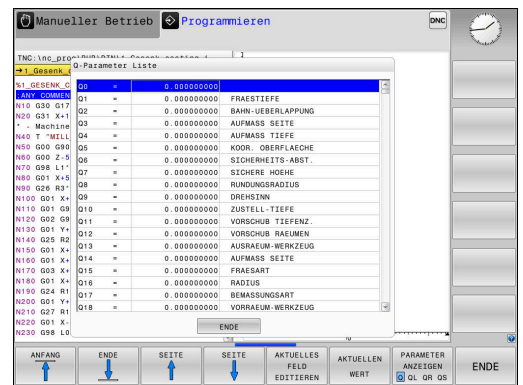 Manueller Betrieb
Programmieren
DNC
TNC:\nc_prog\
1
→1_Gesenk_
Q-Parameter Liste
%1_GESENK_C
;ANY COMMEN
N10 G30 G17
N20 G31 X+1
* - Machine
N40 T "MILL
N50 G00 G90
N60 G00 Z-5
N70 G98 L1*
N80 G01 X+5
N90 G26 R3*
N100 G01 X+
N110 G01 G9
N120 G02 G9
N130 G01 Y+
N140 G25 R2
N150 G01 X+
N160 G01 X+
N170 G03 X+
N180 G01 X+
N190 G24 R1
N200 G01 Y+
N210 G27 R1
N220 G01 X-
N230 G98 L0
Q0 = 0.000000000
Q1 = 0.000000000 FRAESTIEFE
Q2 = 0.000000000 BAHN-UEBERLAPPUNG
Q3 = 0.000000000 AUFMASS SEITE
Q4 = 0.000000000 AUFMASS TIEFE
Q5 = 0.000000000 KOOR. OBERFLAECHE
Q6 = 0.000000000 SICHERHEITS-ABST.
Q7 = 0.000000000 SICHERE HOEHE
Q8 = 0.000000000 RUNDUNGSRADIUS
Q9 = 0.000000000 DREHSINN
Q10 = 0.000000000 ZUSTELL-TIEFE
Q11 = 0.000000000 VORSCHUB TIEFENZ.
Q12 = 0.000000000 VORSCHUB RAEUMEN
Q13 = 0.000000000 AUSRAEUM-WERKZEUG
Q14 = 0.000000000 AUFMASS SEITE
Q15 = 0.000000000 FRAESART
Q16 = 0.000000000 RADIUS
Q17 = 0.000000000 BEMASSUNGSART
Q18 = 0.000000000 VORRAEUM-WERKZEUG
ENDE
ANFANG
ENDE
SEITE
SEITE
AKTUELLES
FELD
EDITIEREN
AKTUELLEN
WERT
PARAMETER
ANZEIGEN
Q QL QR QS
ENDE